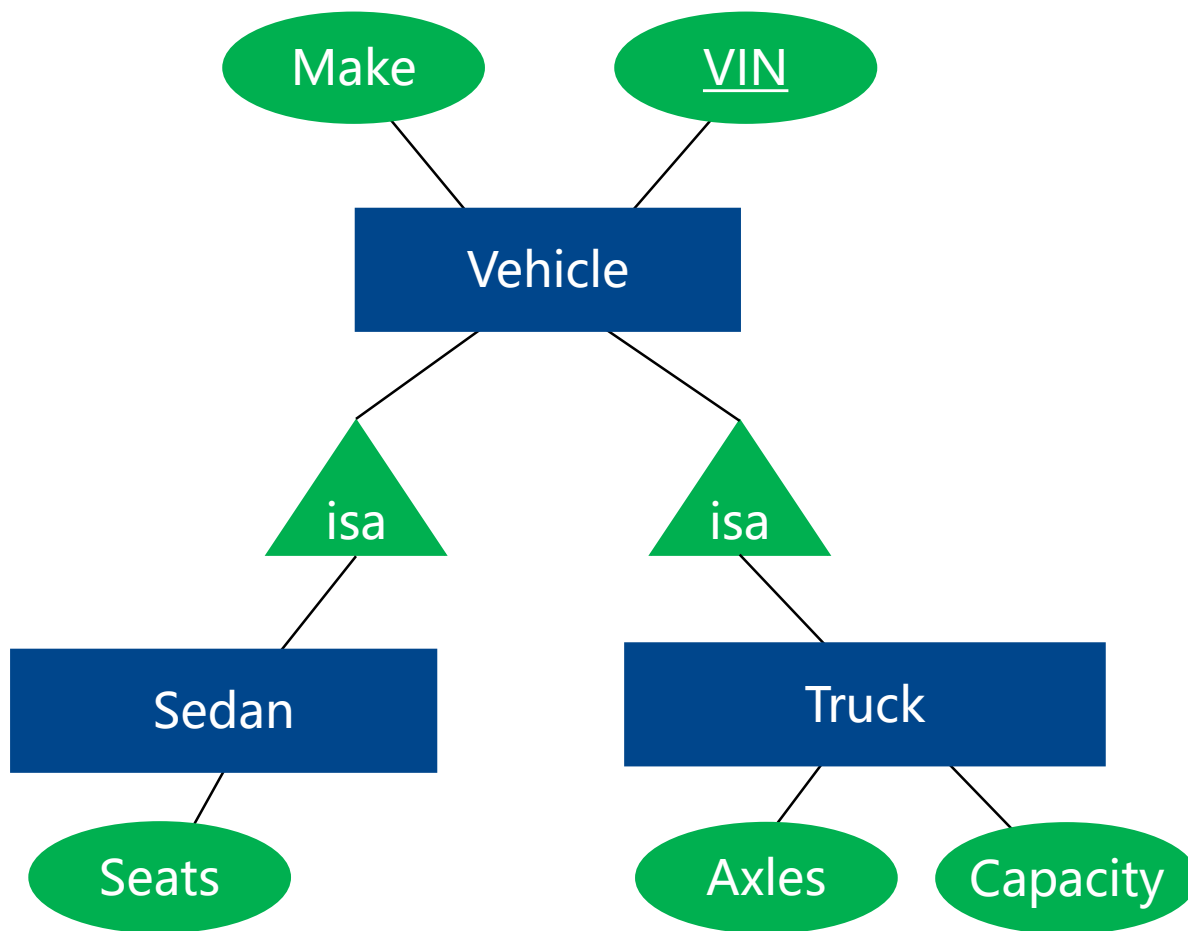 Make
VIN
Vehicle
isa
isa
Sedan
Truck
Seats
Axles
Capacity